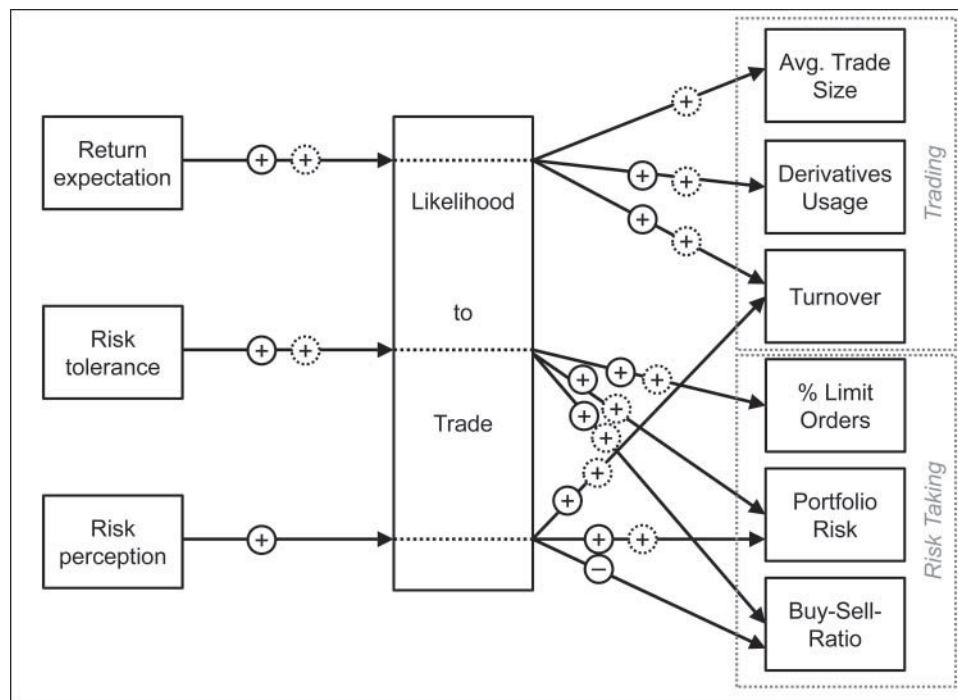 Return
expectation
Risk
tolerance
Risk
perception
Likelihood
to
Trade
Avg. Trade
Size
Derivatives
Usage
Turnover
Trading
% Limit
Orders
Portfolio
Risk
Buy-Sell-
Ratio
Risk Taking